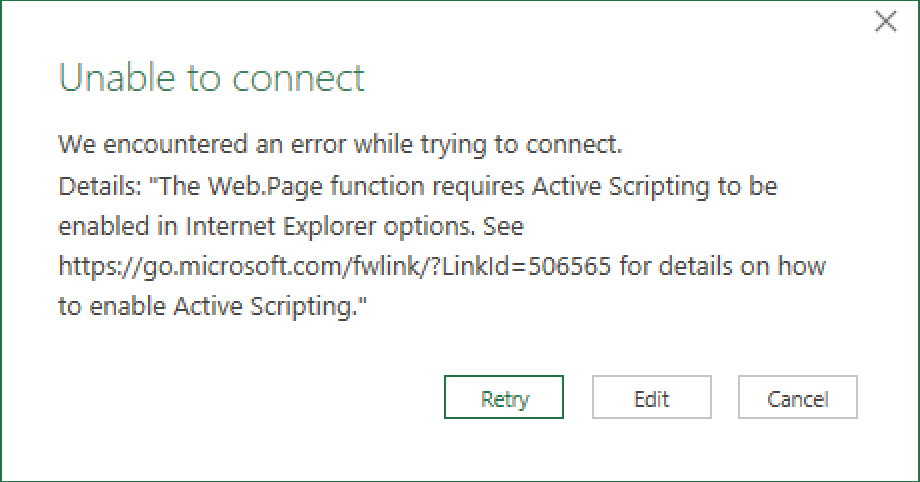 Unable to connect
We encountered an error while trying to connect.
Details: "The Web.Page function requires Active Scripting to be
enabled in Internet Explorer options. See
https://go.microsoft.com/fwlink/?LinkId=506565 for details on how
to enable Active Scripting."
Retry Edit Cancel